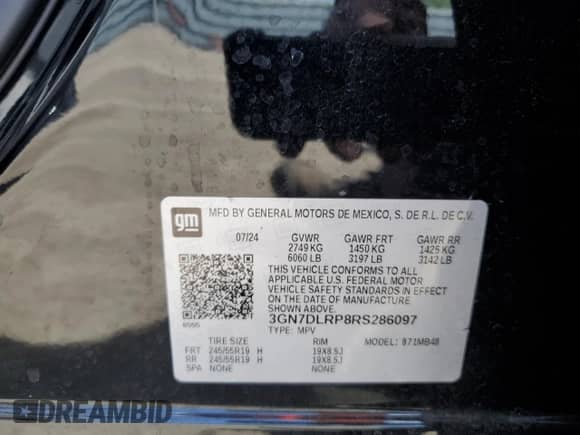 gm
MFD BY GENERAL MOTORS DE MEXICO, S. DE R.L. DE C.V.
07/24 GVWR GAWR FRT GAWR RR
2749 KG 1450 KG 1425 KG
6060 LB 3197 LB 3142 LB
THIS VEHICLE CONFORMS TO ALL
APPLICABLE U.S. FEDERAL MOTOR
VEHICLE SAFETY STANDARDS IN EFFECT
ON THE DATE OF MANUFACTURE
SHOWN ABOVE.
3GN7DLRP8RS286097
TYPE: MPV MODEL: 871MB48
TIRE SIZE RIM
FRT 245/55R19 H 19X8.5J
RR 245/55R19 H 19X8.5J
SPA NONE NONE
DREAMBID